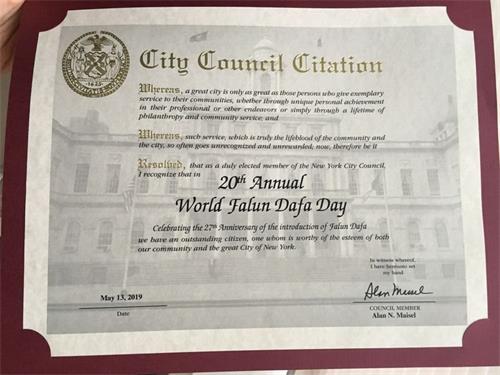 City Council Citation
Whereas, a great city is only as great as those persons who give exemplary
service to their communities, whether through unique personal achievement
in their professional or other endeavors or simply through a lifetime of
philanthropy and community service; and
Whereas, such service, which is truly the lifeblood of the community and
the city, so often goes unrecognized and unrewarded; now, therefore be it
Resolved, that as a duly elected member of the New York City Council,
I recognize that in
20th Annual
World Falun Dafa Day
Celebrating the 27th Anniversary of the introduction of Falun Dafa
we have an outstanding citizen, one whom is worthy of the esteem of both
our community and the great City of New York.
In witness whereof,
I have hereunto set
my hand
May 13, 2019
Date
Alan Maisel
COUNCIL MEMBER
Alan N. Maisel